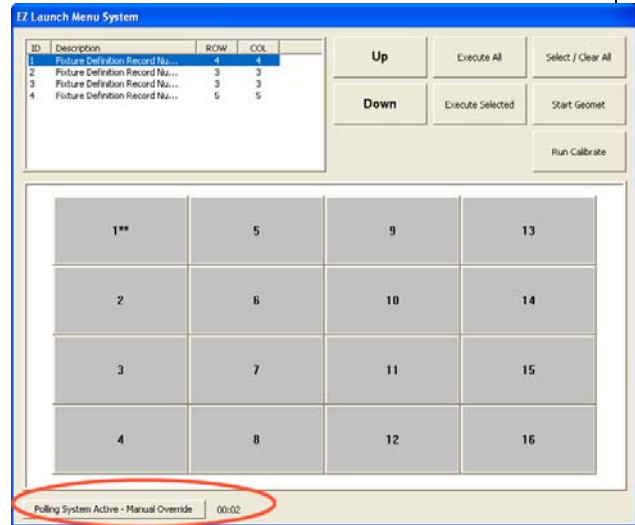 EZ Launch Menu System
ID Description ROW COL
1 Fixture Definition Record Nu... 4 4
2 Fixture Definition Record Nu... 3 3
3 Fixture Definition Record Nu... 3 3
4 Fixture Definition Record Nu... 5 5
Up Execute All Select / Clear All
Down Execute Selected Start Geomet
Run Calibrate
1** 5 9 13
2 6 10 14
3 7 11 15
4 8 12 16
Polling System Active - Manual Override 00:02